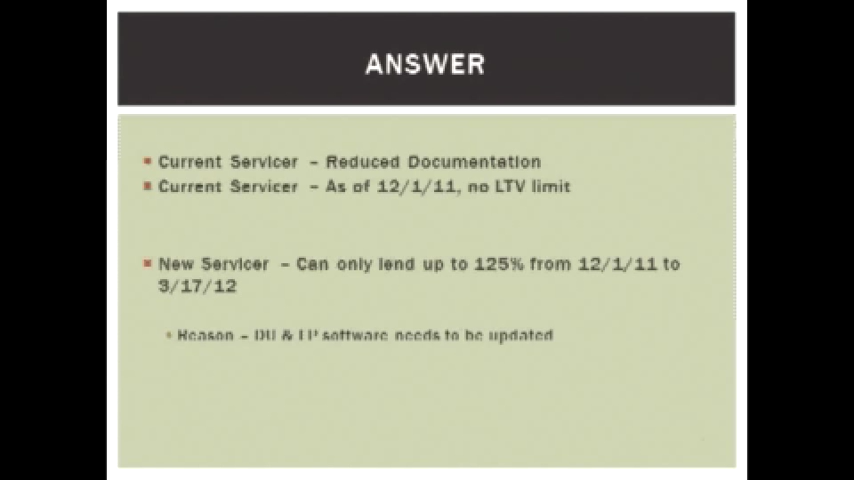 ANSWER
Current Servicer – Reduced Documentation
Current Servicer – As of 12/1/11, no LTV limit
New Servicer – Can only lend up to 125% from 12/1/11 to
3/17/12
Reason – DU & LP software needs to be updated